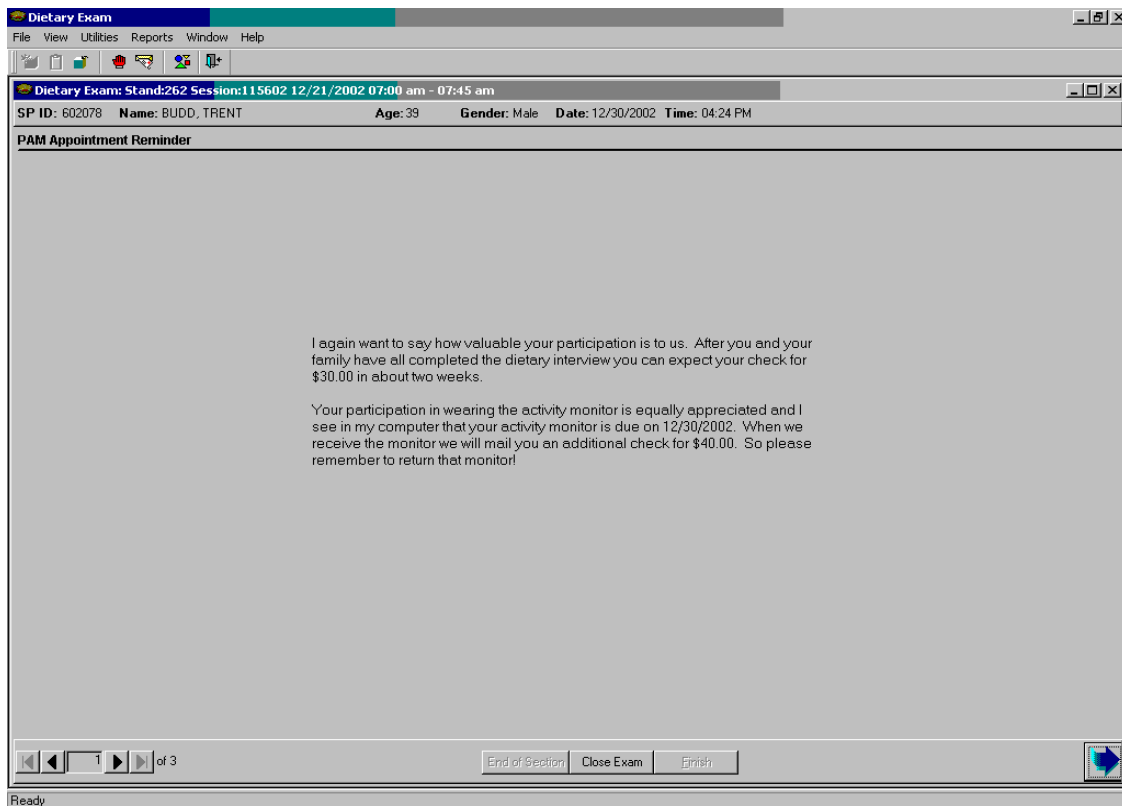 Dietary Exam
File View Utilities Reports Window Help
Dietary Exam: Stand:262 Session:115602 12/21/2002 07:00 am - 07:45 am
SP ID: 602078 Name: BUDD, TRENT Age: 39 Gender: Male Date: 12/30/2002 Time: 04:24 PM
PAM Appointment Reminder
I again want to say how valuable your participation is to us. After you and your
family have all completed the dietary interview you can expect your check for
$30.00 in about two weeks.
Your participation in wearing the activity monitor is equally appreciated and I
see in my computer that your activity monitor is due on 12/30/2002. When we
receive the monitor we will mail you an additional check for $40.00. So please
remember to return that monitor!
1 of 3 End of Section Close Exam Finish
Ready